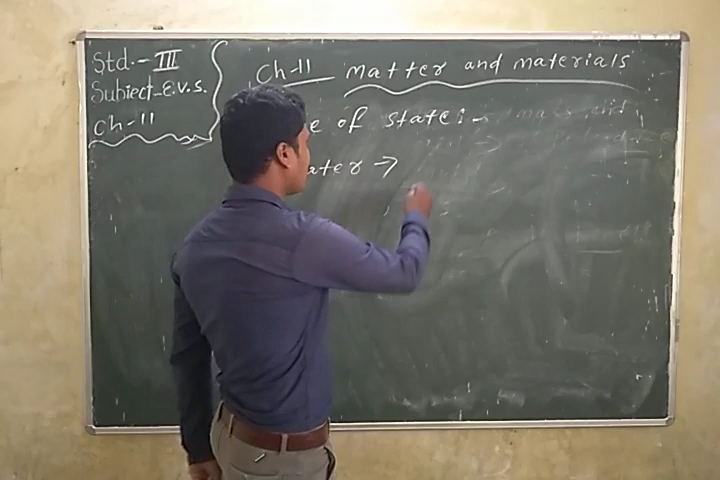 Std.- III
Subject-E.V.S.
Ch-11
Ch-11 Matter and materials
e of state:-
ater →